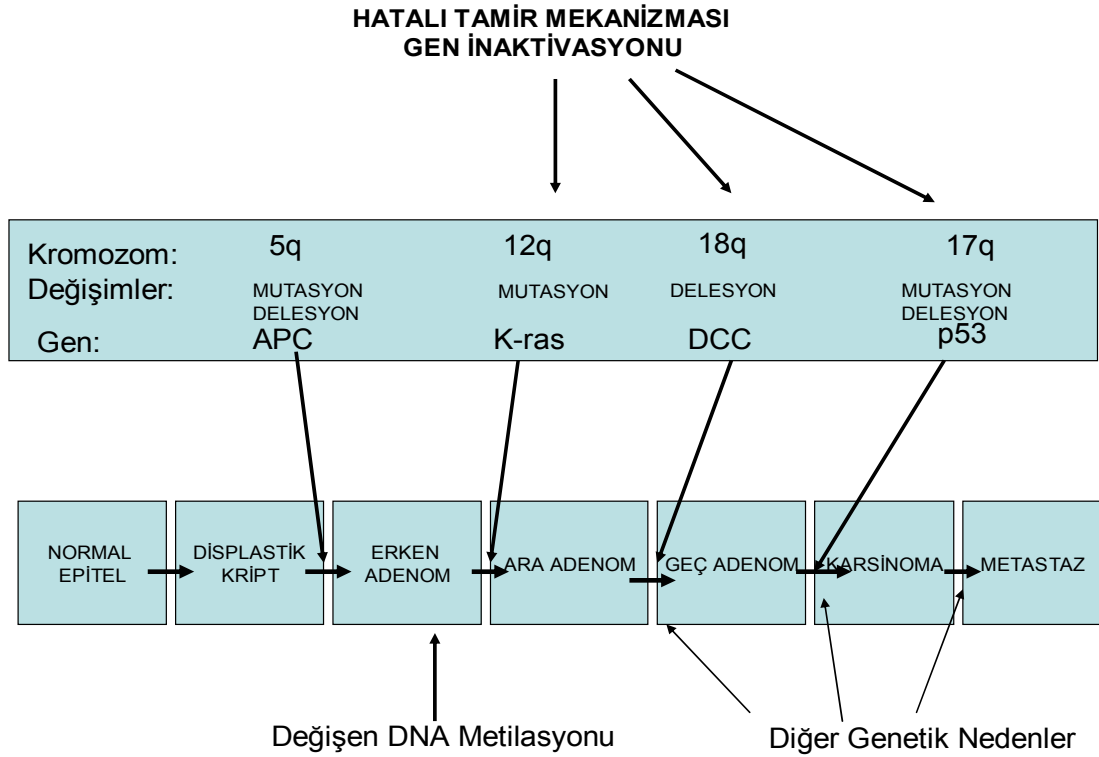 HATALI TAMİR MEKANİZMASI
GEN İNAKTİVASYONU
Kromozom: 5q 12q 18q 17q
Değişimler: MUTASYON MUTASYON DELESYON MUTASYON
DELESYON DELESYON
Gen: APC K-ras DCC p53
NORMAL EPİTEL
DİSPLASTİK KRİPT
ERKEN ADENOM
ARA ADENOM
GEÇ ADENOM
KARSİNOMA
METASTAZ
Değişen DNA Metilasyonu
Diğer Genetik Nedenler